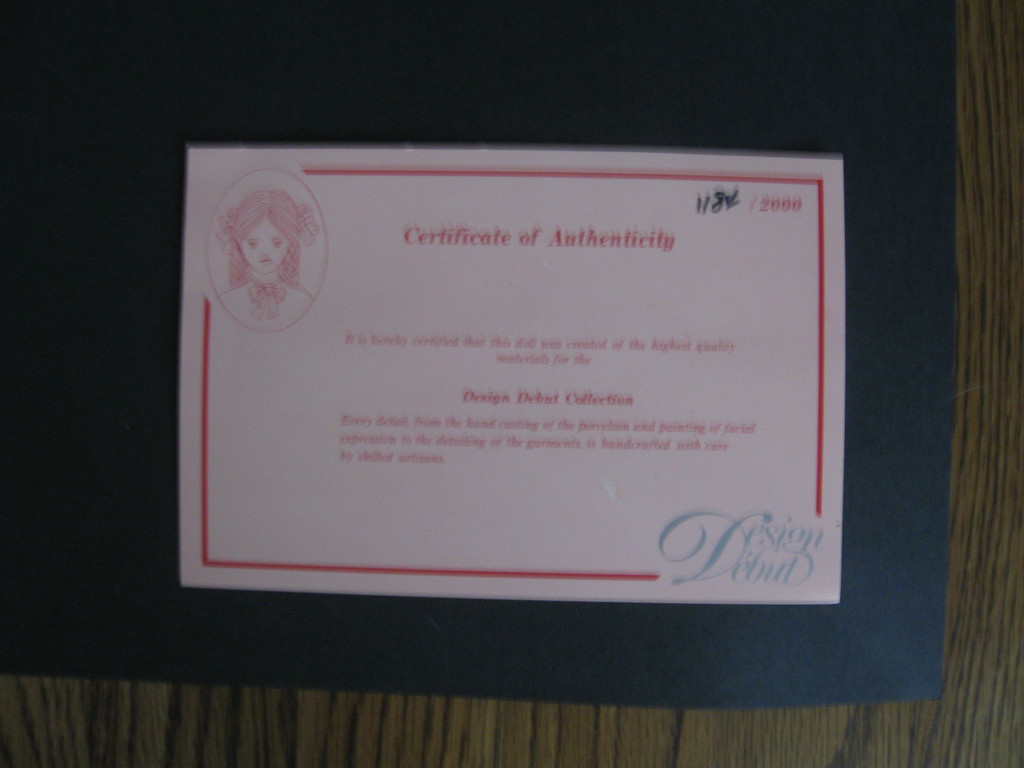 /2000
Certificate of Authenticity
It is hereby certified that this doll was created of the highest quality
materials for the
Design Debut Collection
Every detail, from the hand casting of the porcelain and painting of facial
expression to the detailing of the garments, is handcrafted with care
by skilled artisans.
Design
Debut